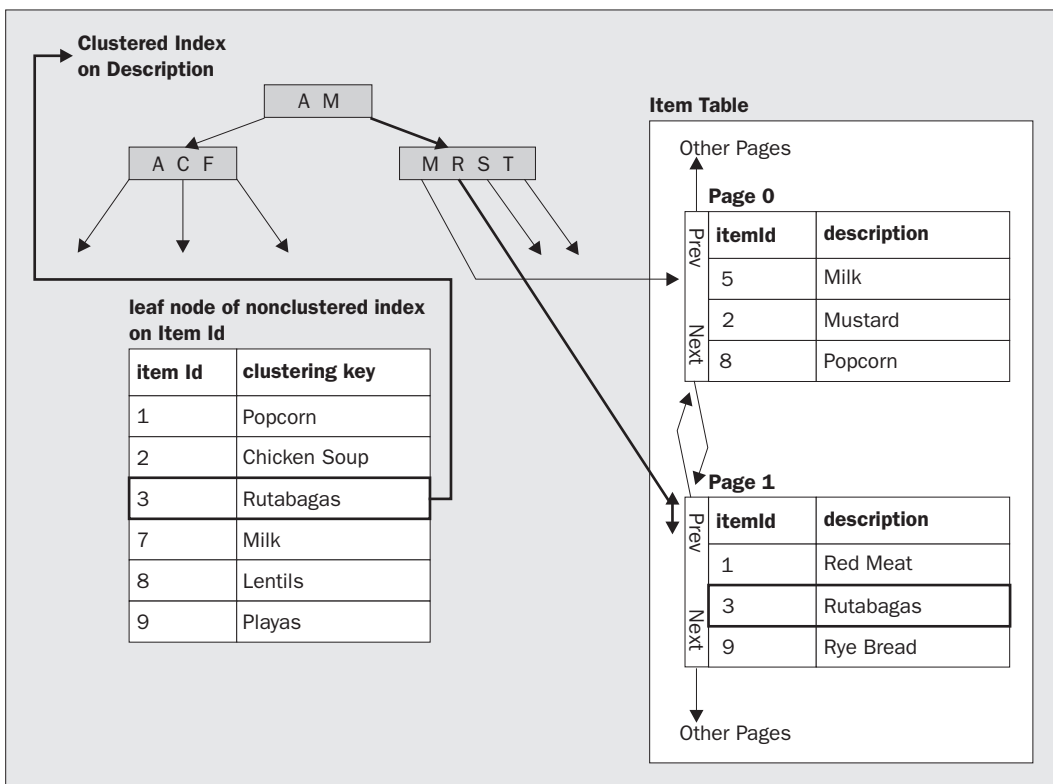 Clustered Index
on Description
A M
A C F
M R S T
leaf node of nonclustered index
on Item Id
item Id clustering key
1 Popcorn
2 Chicken Soup
3 Rutabagas
7 Milk
8 Lentils
9 Playas
Item Table
Other Pages
Page 0
Prev
Next
itemId description
5 Milk
2 Mustard
8 Popcorn
Page 1
Prev
Next
itemId description
1 Red Meat
3 Rutabagas
9 Rye Bread
Other Pages